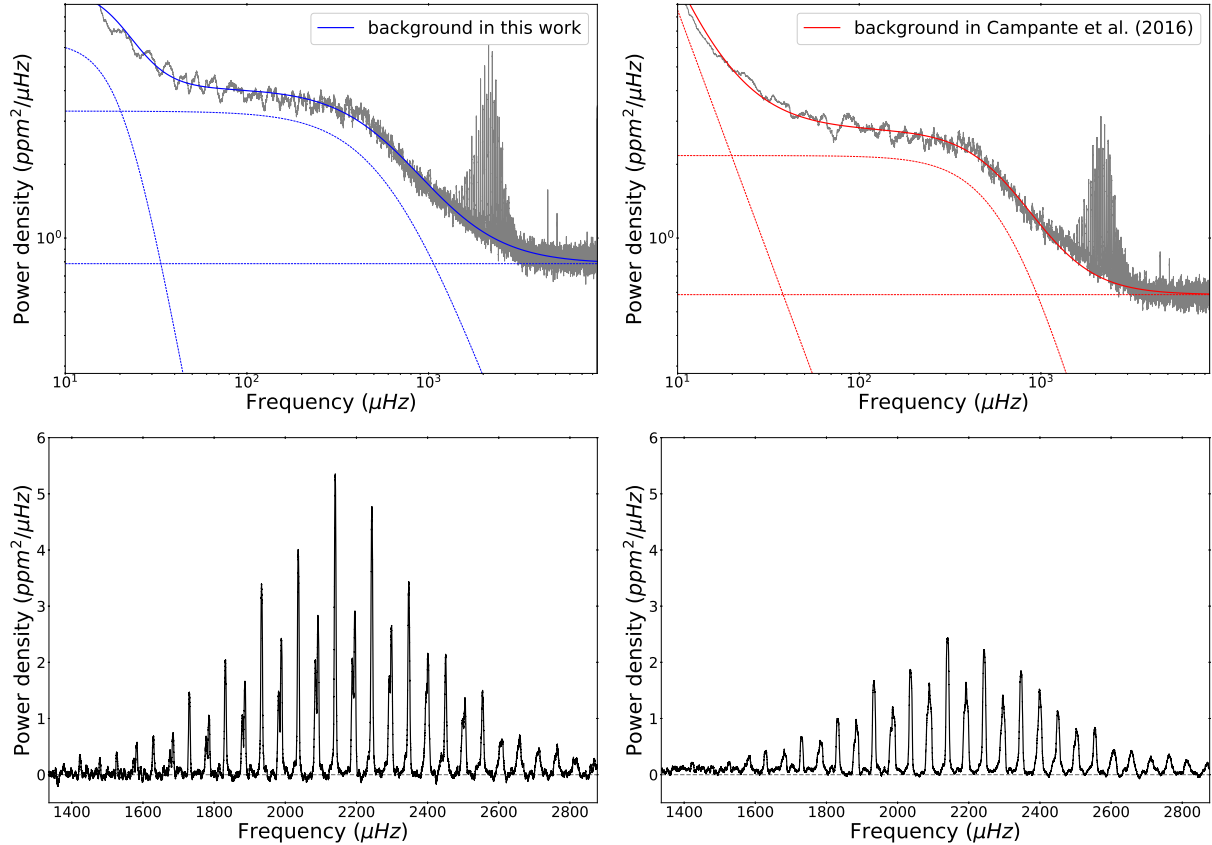 background in this work
Power density (ppm²/μHz)
10⁰
10¹ 10² 10³
Frequency (μHz)
background in Campante et al. (2016)
Power density (ppm²/μHz)
10⁰
10¹ 10² 10³
Frequency (μHz)
6
5
4
3
2
1
0
Power density (ppm²/μHz)
1400 1600 1800 2000 2200 2400 2600 2800
Frequency (μHz)
6
5
4
3
2
1
0
Power density (ppm²/μHz)
1400 1600 1800 2000 2200 2400 2600 2800
Frequency (μHz)